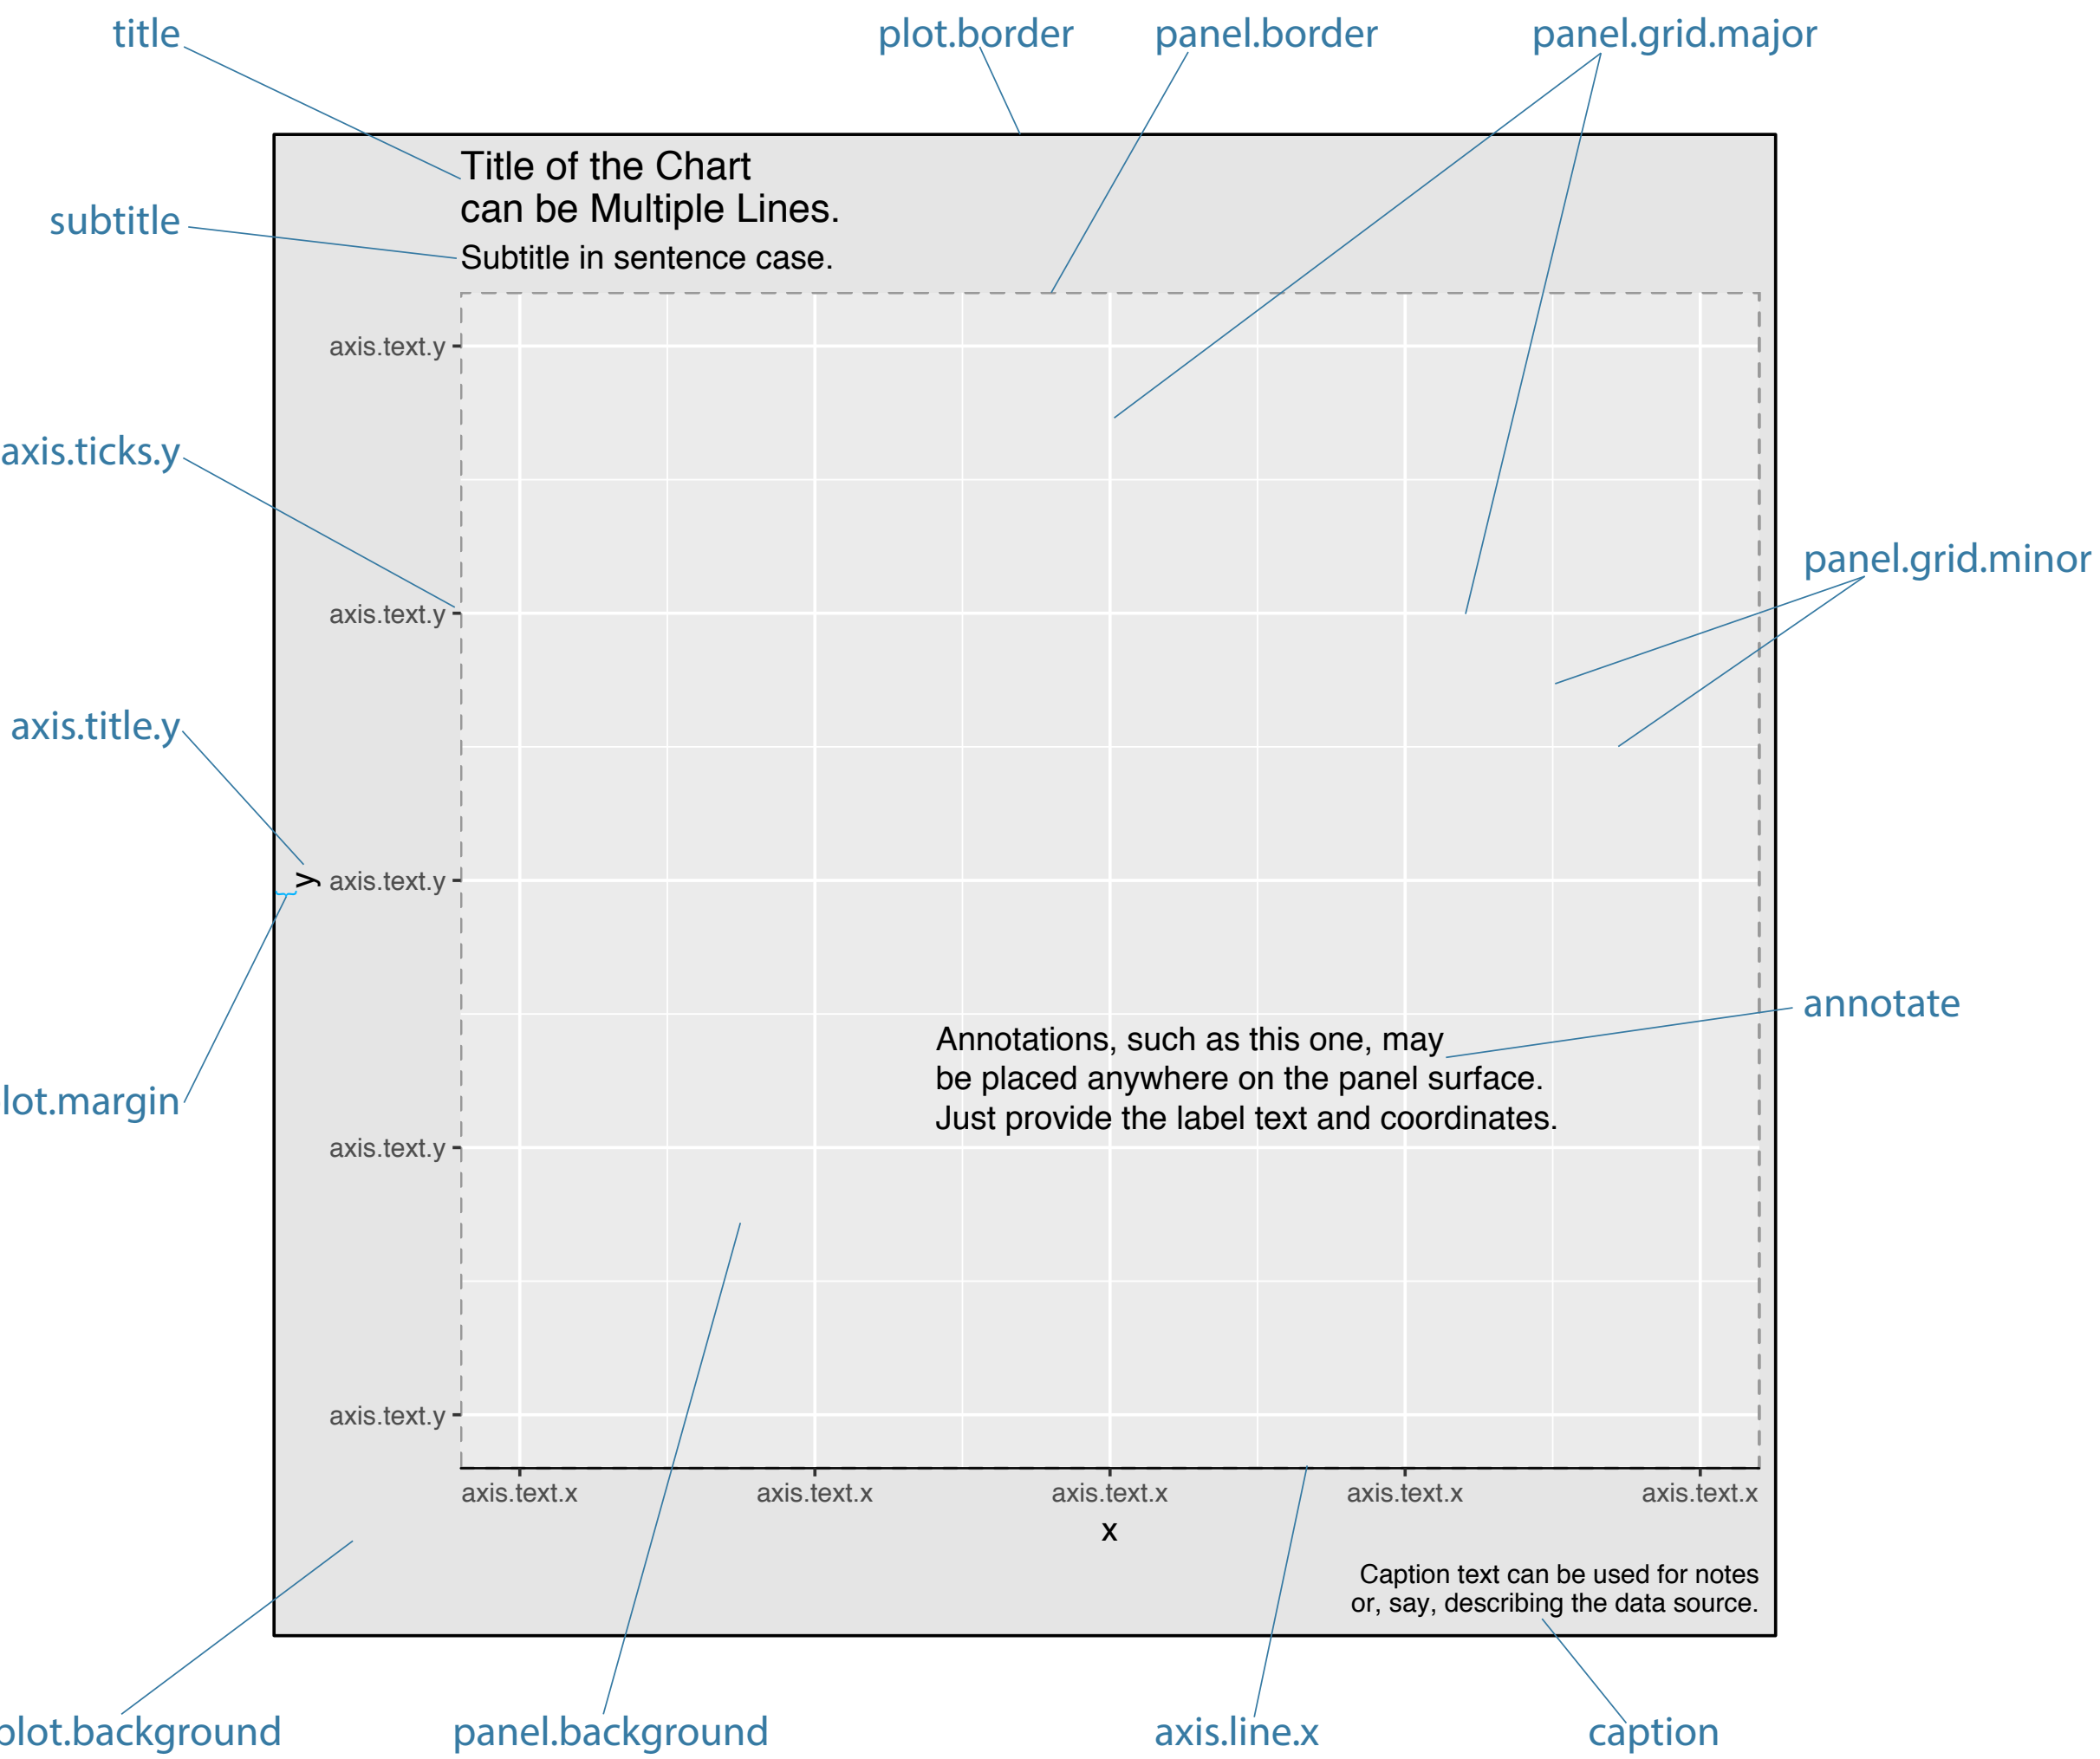 title
plot.border
panel.border
panel.grid.major
Title of the Chart
can be Multiple Lines.
subtitle
Subtitle in sentence case.
axis.text.y
axis.ticks.y
panel.grid.minor
axis.text.y
axis.title.y
y
axis.text.y
annotate
Annotations, such as this one, may
be placed anywhere on the panel surface.
Just provide the label text and coordinates.
lot.margin
axis.text.y
axis.text.y
axis.text.x
axis.text.x
axis.text.x
axis.text.x
axis.text.x
x
Caption text can be used for notes
or, say, describing the data source.
plot.background
panel.background
axis.line.x
caption